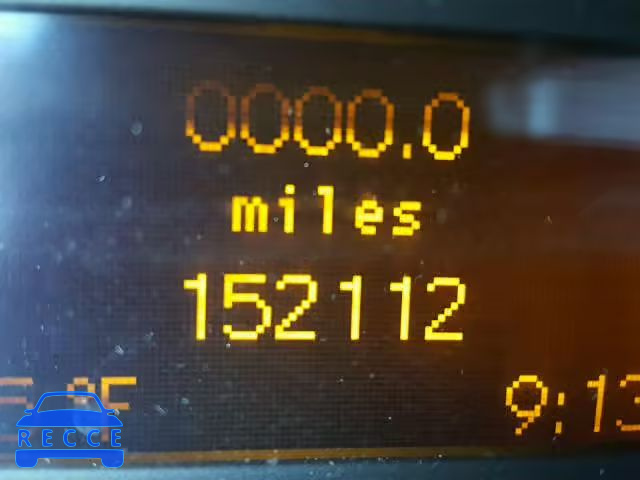 0000.0
miles
152112
°F 9:13
RECCE